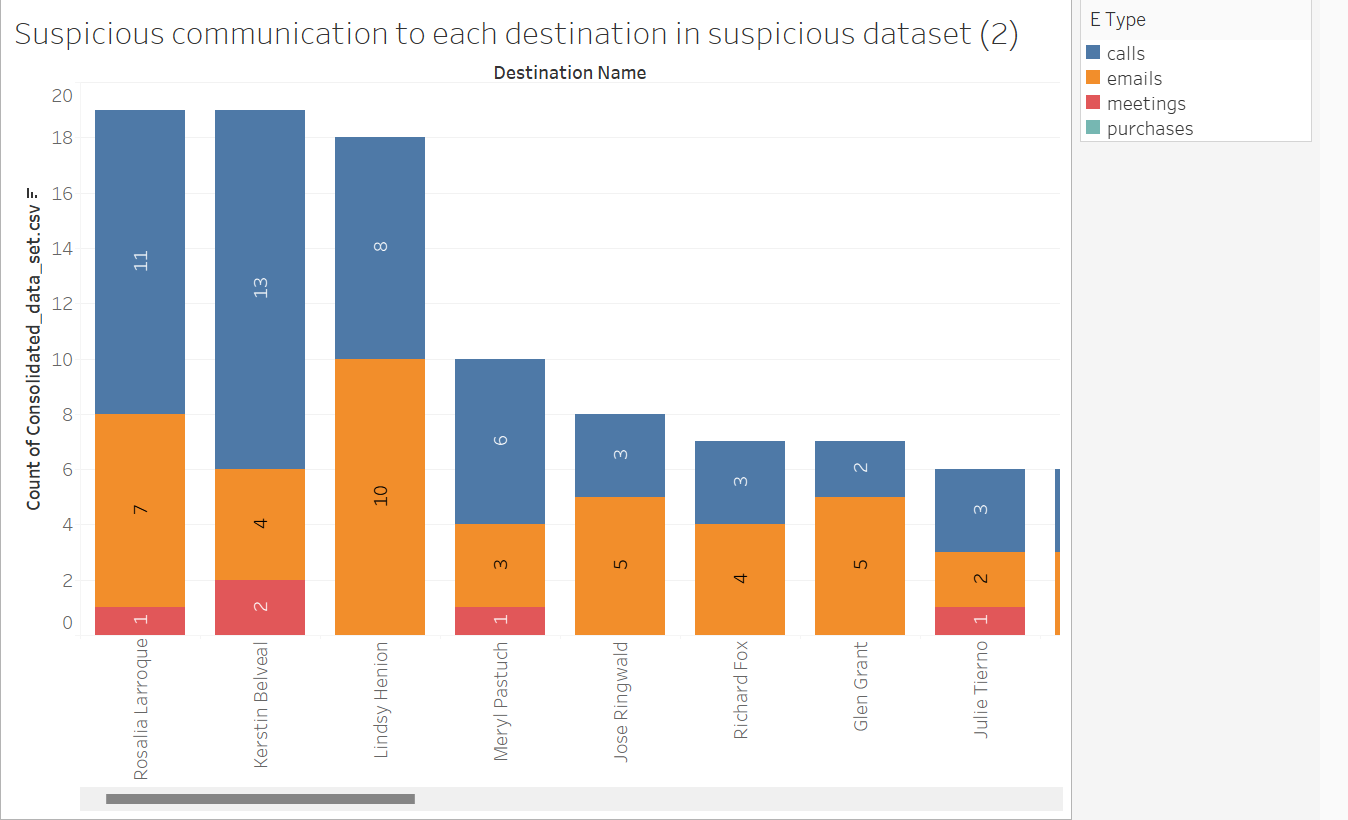 Suspicious communication to each destination in suspicious dataset (2)
Destination Name
Count of Consolidated_data_set.csv
20
18
16
14
12
10
8
6
4
2
0
11
7
1
13
4
2
8
10
6
3
1
3
5
3
4
2
5
3
2
1
Rosalia Larroque
Kerstin Belveal
Lindsy Henion
Meryl Pastuch
Jose Ringwald
Richard Fox
Glen Grant
Julie Tierno
E Type
calls
emails
meetings
purchases